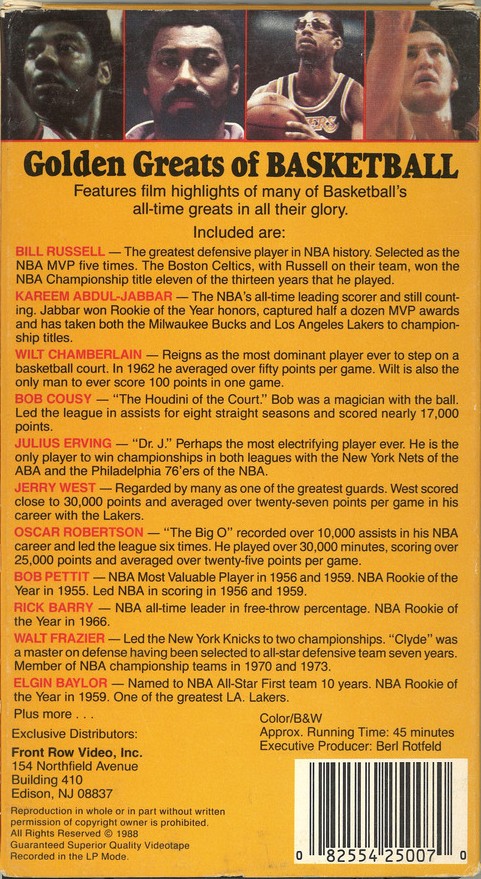 Golden Greats of BASKETBALL
Features film highlights of many of Basketball's
all-time greats in all their glory.
Included are:
BILL RUSSELL — The greatest defensive player in NBA history. Selected as the
NBA MVP five times. The Boston Celtics, with Russell on their team, won the
NBA Championship title eleven of the thirteen years that he played.
KAREEM ABDUL-JABBAR — The NBA's all-time leading scorer and still count-
ing. Jabbar won Rookie of the Year honors, captured half a dozen MVP awards
and has taken both the Milwaukee Bucks and Los Angeles Lakers to champion-
ship titles.
WILT CHAMBERLAIN — Reigns as the most dominant player ever to step on a
basketball court. In 1962 he averaged over fifty points per game. Wilt is also the
only man to ever score 100 points in one game.
BOB COUSY — "The Houdini of the Court." Bob was a magician with the ball.
Led the league in assists for eight straight seasons and scored nearly 17,000
points.
JULIUS ERVING — "Dr. J." Perhaps the most electrifying player ever. He is the
only player to win championships in both leagues with the New York Nets of the
ABA and the Philadelphia 76'ers of the NBA.
JERRY WEST — Regarded by many as one of the greatest guards. West scored
close to 30,000 points and averaged over twenty-seven points per game in his
career with the Lakers.
OSCAR ROBERTSON — "The Big O" recorded over 10,000 assists in his NBA
career and led the league six times. He played over 30,000 minutes, scoring over
25,000 points and averaged over twenty-five points per game.
BOB PETTIT — NBA Most Valuable Player in 1956 and 1959. NBA Rookie of the
Year in 1955. Led NBA in scoring in 1956 and 1959.
RICK BARRY — NBA all-time leader in free-throw percentage. NBA Rookie of
the Year in 1966.
WALT FRAZIER — Led the New York Knicks to two championships. "Clyde" was
a master on defense having been selected to all-star defensive team seven years.
Member of NBA championship teams in 1970 and 1973.
ELGIN BAYLOR — Named to NBA All-Star First team 10 years. NBA Rookie of
the Year in 1959. One of the greatest LA. Lakers.
Plus more . . .
Exclusive Distributors:
Front Row Video, Inc.
154 Northfield Avenue
Building 410
Edison, NJ 08837
Reproduction in whole or in part without written
permission of copyright owner is prohibited.
All Rights Reserved © 1988
Guaranteed Superior Quality Videotape
Recorded in the LP Mode.
Color/B&W
Approx. Running Time: 45 minutes
Executive Producer: Berl Rotfeld
0 82554 25007 0